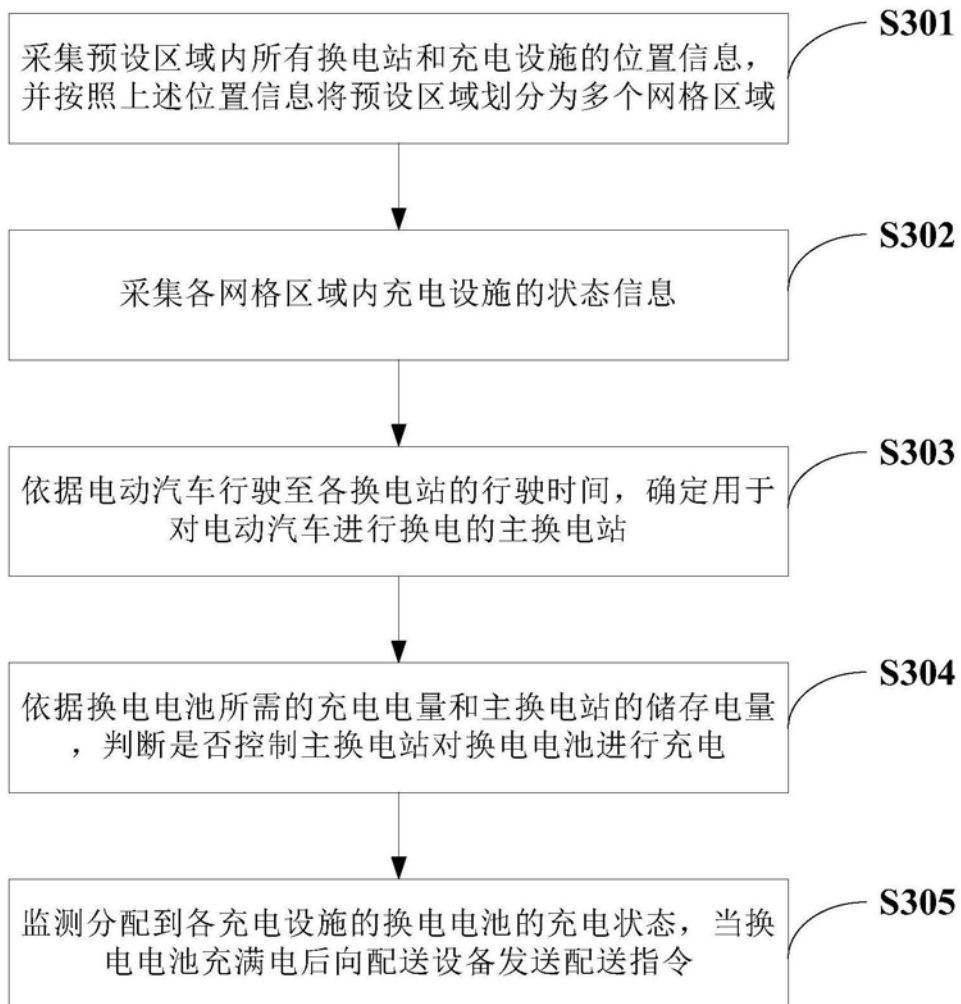 S301
采集预设区域内所有换电站和充电设施的位置信息，
并按照上述位置信息将预设区域划分为多个网格区域
S302
采集各网格区域内充电设施的状态信息
S303
依据电动汽车行驶至各换电站的行驶时间，确定用于
对电动汽车进行换电的主换电站
S304
依据换电电池所需的充电电量和主换电站的储存电量
，判断是否控制主换电站对换电电池进行充电
S305
监测分配到各充电设施的换电电池的充电状态，当换
电电池充满电后向配送设备发送配送指令